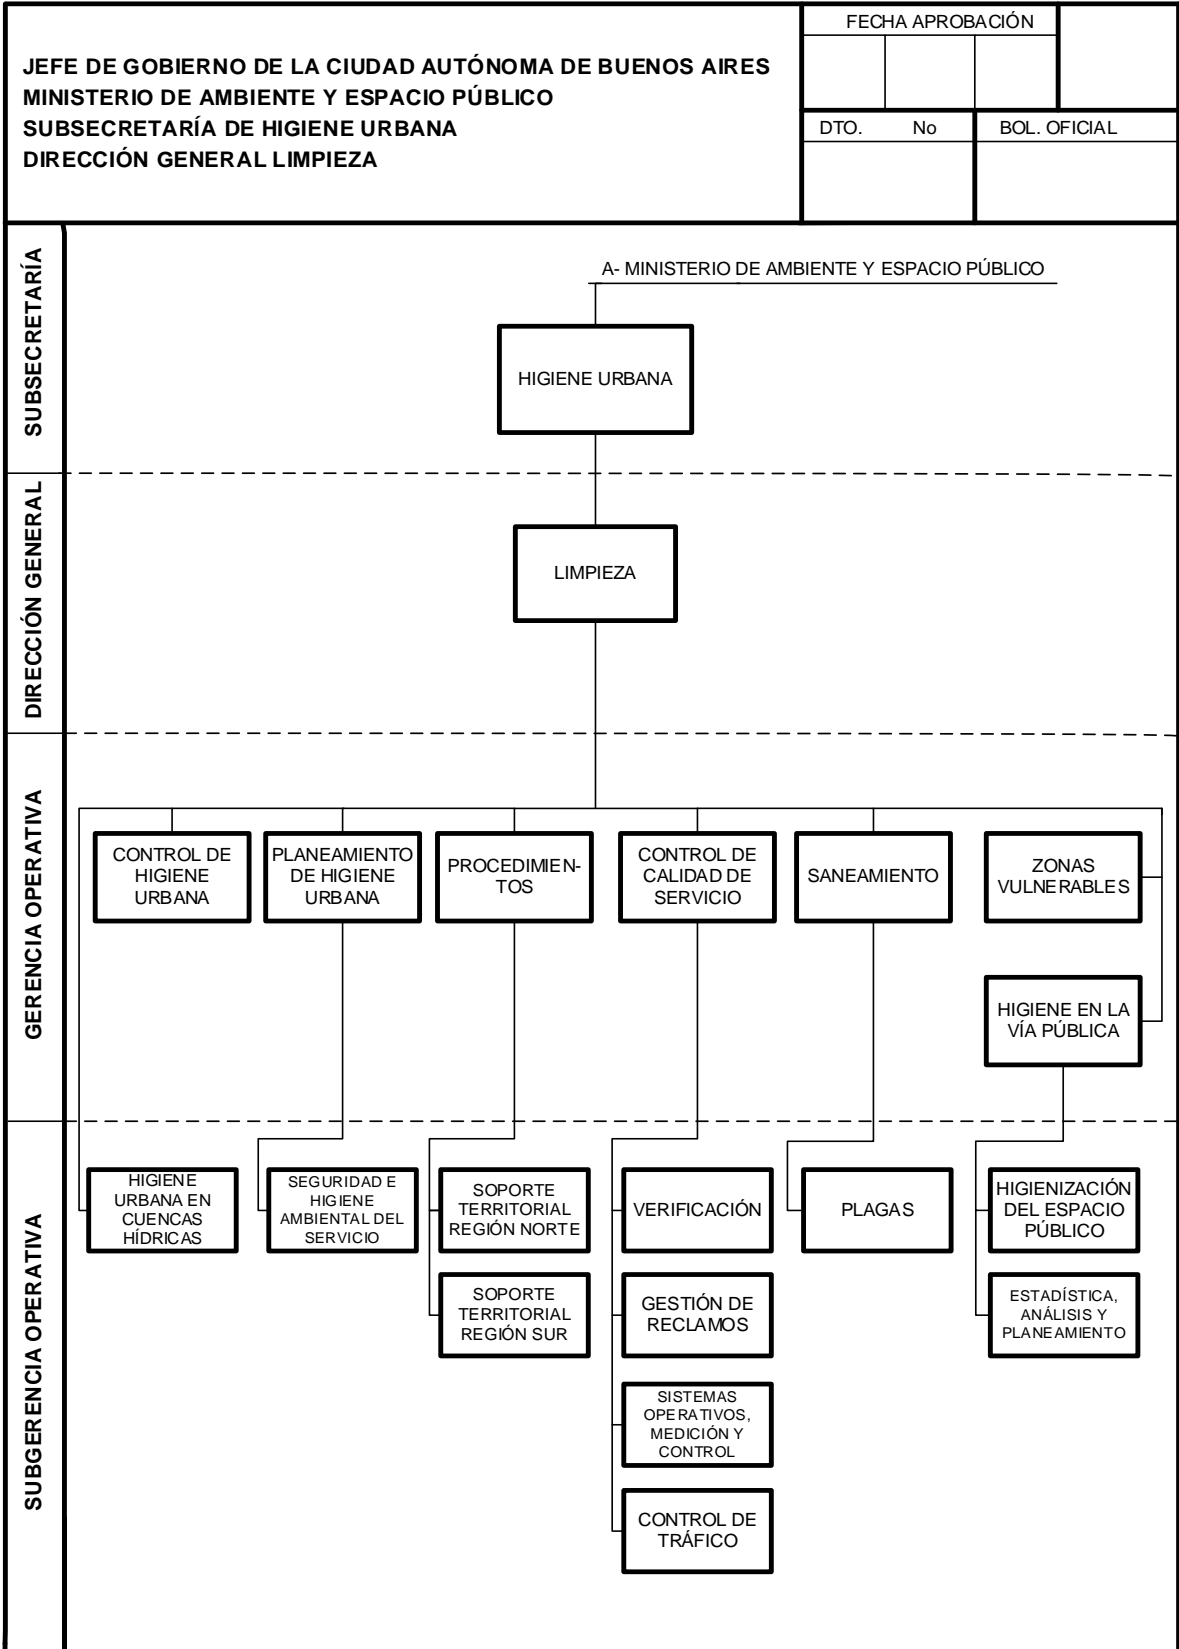 JEFE DE GOBIERNO DE LA CIUDAD AUTÓNOMA DE BUENOS AIRES
MINISTERIO DE AMBIENTE Y ESPACIO PÚBLICO
SUBSECRETARÍA DE HIGIENE URBANA
DIRECCIÓN GENERAL LIMPIEZA
FECHA APROBACIÓN
DTO. No
BOL. OFICIAL
SUBSECRETARÍA
A- MINISTERIO DE AMBIENTE Y ESPACIO PÚBLICO
HIGIENE URBANA
DIRECCIÓN GENERAL
LIMPIEZA
GERENCIA OPERATIVA
CONTROL DE
HIGIENE
URBANA
PLANEAMIENTO
DE HIGIENE
URBANA
PROCEDIMIEN-
TOS
CONTROL DE
CALIDAD DE
SERVICIO
SANEAMIENTO
ZONAS
VULNERABLES
HIGIENE EN LA
VÍA PÚBLICA
SUBGERENCIA OPERATIVA
HIGIENE
URBANA EN
CUENCAS
HÍDRICAS
SEGURIDAD E
HIGIENE
AMBIENTAL DEL
SERVICIO
SOPORTE
TERRITORIAL
REGIÓN NORTE
VERIFICACIÓN
PLAGAS
HIGIENIZACIÓN
DEL ESPACIO
PÚBLICO
SOPORTE
TERRITORIAL
REGIÓN SUR
GESTIÓN DE
RECLAMOS
ESTADÍSTICA,
ANÁLISIS Y
PLANEAMIENTO
SISTEMAS
OPERATIVOS,
MEDICIÓN Y
CONTROL
CONTROL DE
TRÁFICO